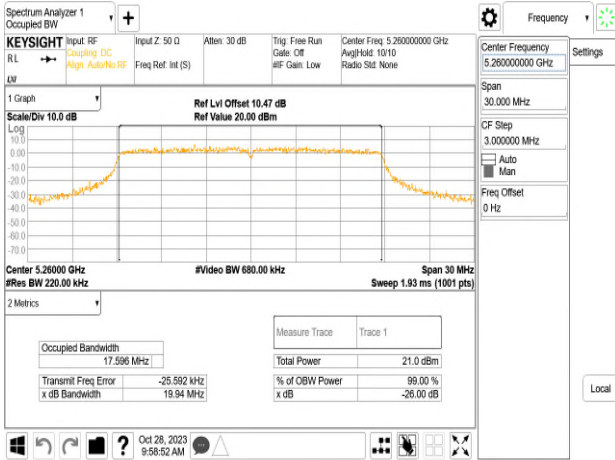 Spectrum Analyzer 1
Occupied BW
Frequency
KEYSIGHT
RL
Input: RF
Coupling: DC
Align: Auto/No RF
Input Z: 50 Ω
Freq Ref: Int (S)
Atten: 30 dB
Trig: Free Run
Gate: Off
#IF Gain: Low
Center Freq: 5.260000000 GHz
Avg|Hold: 10/10
Radio Std: None
Center Frequency
5.260000000 GHz
Settings
Span
30.000 MHz
CF Step
3.000000 MHz
Auto
Man
Freq Offset
0 Hz
Local
1 Graph
Scale/Div 10.0 dB
Ref Lvl Offset 10.47 dB
Ref Value 20.00 dBm
Log
10.0
0.00
-10.0
-20.0
-30.0
-40.0
-50.0
-60.0
-70.0
Center 5.26000 GHz
#Res BW 220.00 kHz
#Video BW 680.00 kHz
Span 30 MHz
Sweep 1.93 ms (1001 pts)
2 Metrics
Measure Trace
Trace 1
Occupied Bandwidth
17.596 MHz
Total Power
21.0 dBm
Transmit Freq Error
-25.592 kHz
% of OBW Power
99.00 %
x dB Bandwidth
19.94 MHz
x dB
-26.00 dB
?
Oct 28, 2023
9:58:52 AM